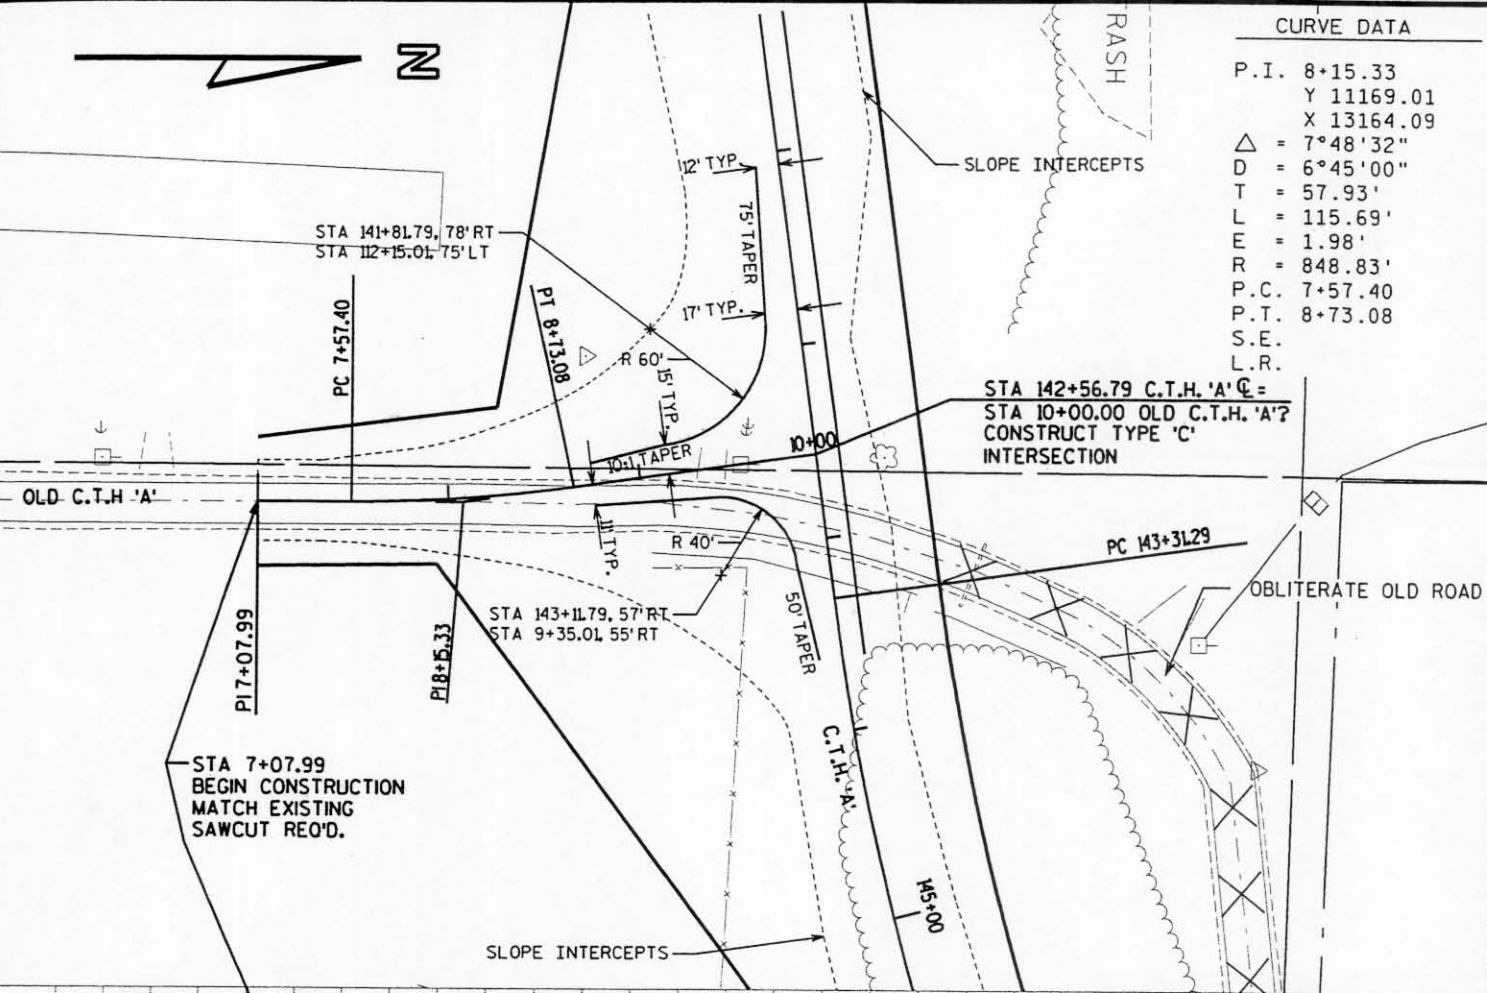 N
RASH
CURVE DATA
P.I. 8+15.33
Y 11169.01
X 13164.09
△ = 7°48'32"
D = 6°45'00"
T = 57.93'
L = 115.69'
E = 1.98'
R = 848.83'
P.C. 7+57.40
P.T. 8+73.08
S.E.
L.R.
SLOPE INTERCEPTS
12' TYP.
75' TAPER
17' TYP.
STA 141+81.79, 78' RT
STA 112+15.01, 75' LT
PC 7+57.40
PT 8+73.08
R 60'
15' TYP.
10:1 TAPER
10+00
STA 142+56.79 C.T.H. 'A' ℄ =
STA 10+00.00 OLD C.T.H. 'A'?
CONSTRUCT TYPE 'C'
INTERSECTION
OLD C.T.H 'A'
11' TYP.
R 40'
PC 143+31.29
OBLITERATE OLD ROAD
STA 143+11.79, 57' RT
STA 9+35.01, 55' RT
50' TAPER
PI 7+07.99
PI 8+15.33
STA 7+07.99
BEGIN CONSTRUCTION
MATCH EXISTING
SAWCUT REQ'D.
C.T.H. 'A'
145+00
SLOPE INTERCEPTS